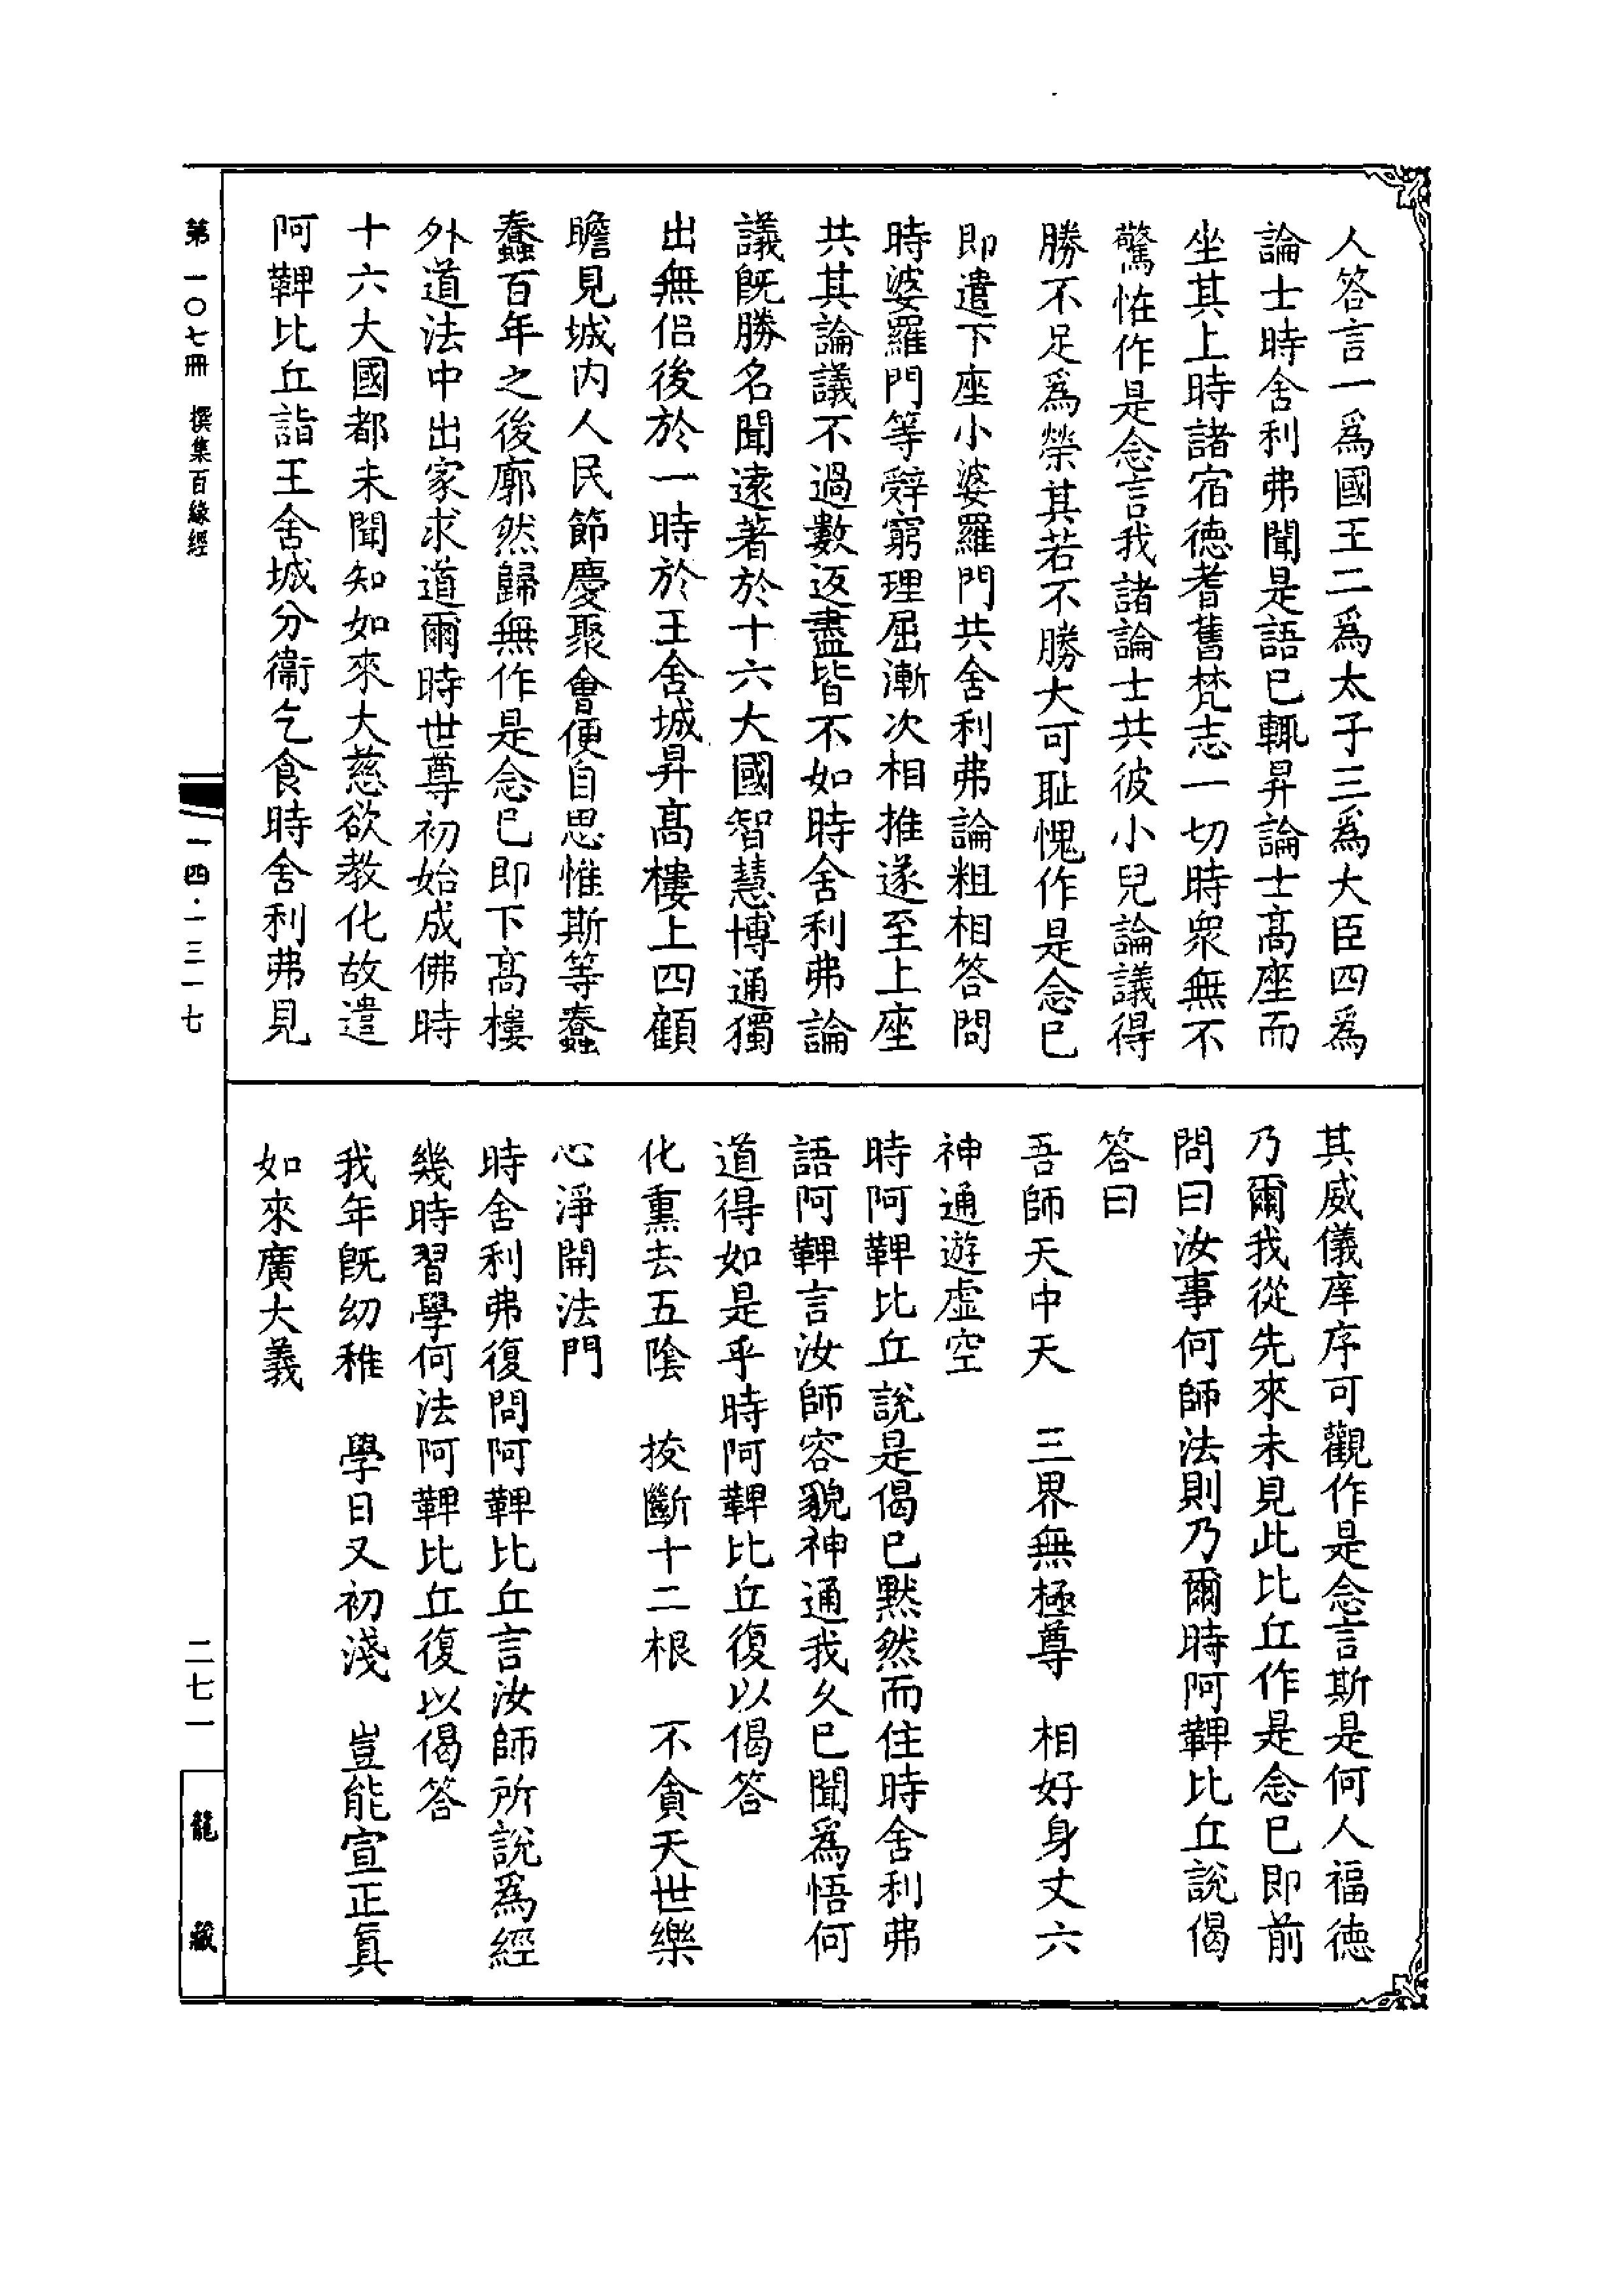 人答言一爲國王二爲太子三爲大臣四爲
論士時舍利弗聞是語已輒昇論士髙座而
坐其上時諸宿徳耆舊梵志一切時衆無不
驚恠作是念言我諸論士共彼小兒論議得
勝不足爲榮其若不勝大可耻愧作是念已
即遣下座小婆羅門共舍利弗論粗相答問
時婆羅門等辭窮理屈漸次相推遂至上座
共其論議不過數返盡皆不如時舍利弗論
議旣勝名聞逺著於十六大國智慧博通獨
出無侣後於一時於王舍城昇髙樓上四顧
瞻見城内人民節慶聚會便自思惟斯等蠢
蠢百年之後廓然歸無作是念已即下髙樓
外道法中出家求道爾時世尊初始成佛時
十六大國都未聞知如來大慈欲教化故遣
阿鞞比丘詣王舍城分衞乞食時舍利弗見
其威儀庠序可觀作是念言斯是何人福徳
乃爾我從先來未見此比丘作是念已即前
問曰汝事何師法則乃爾時阿鞞比丘說偈
答曰
吾師天中天　三界無極尊　相好身丈六
神通遊虛空
時阿鞞比丘說是偈已默然而住時舍利弗
語阿鞞言汝師容貌神通我久已聞爲悟何
道得如是乎時阿鞞比丘復以偈答
化熏去五陰　拔斷十二根　不貪天世樂
心淨開法門
時舍利弗復問阿鞞比丘言汝師所說爲經
幾時習學何法阿鞞比丘復以偈答
我年旣幼稚　學日又初淺　豈能宣正眞
如來廣大義
第一〇七冊　撰集百緣經
一四·一三一七
二七一
龍藏